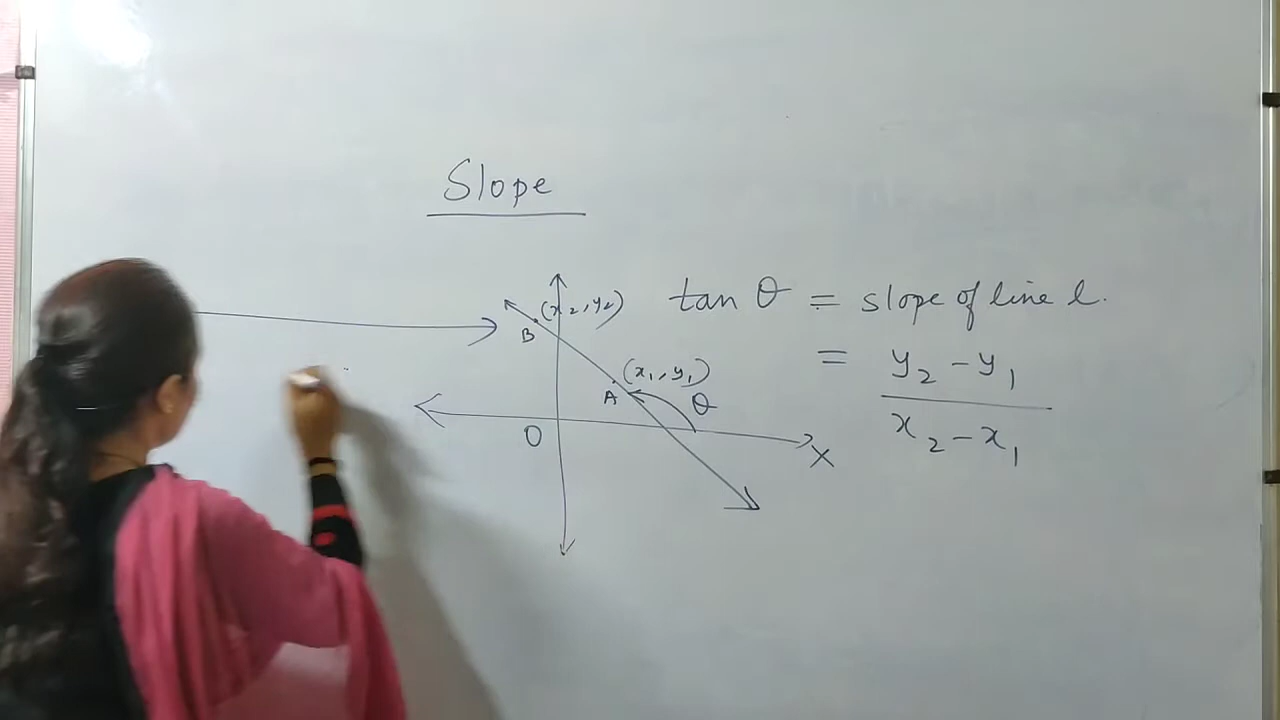 Slope
(x₂, y₂)
B
(x₁, y₁)
A
θ
O
X
tan θ = slope of line l.
= y₂ - y₁
x₂ - x₁